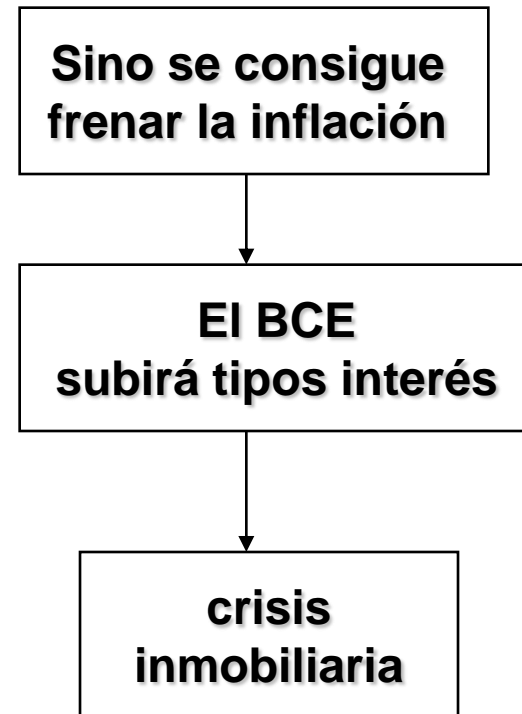 Sino se consigue
frenar la inflación
El BCE
subirá tipos interés
crisis
inmobiliaria